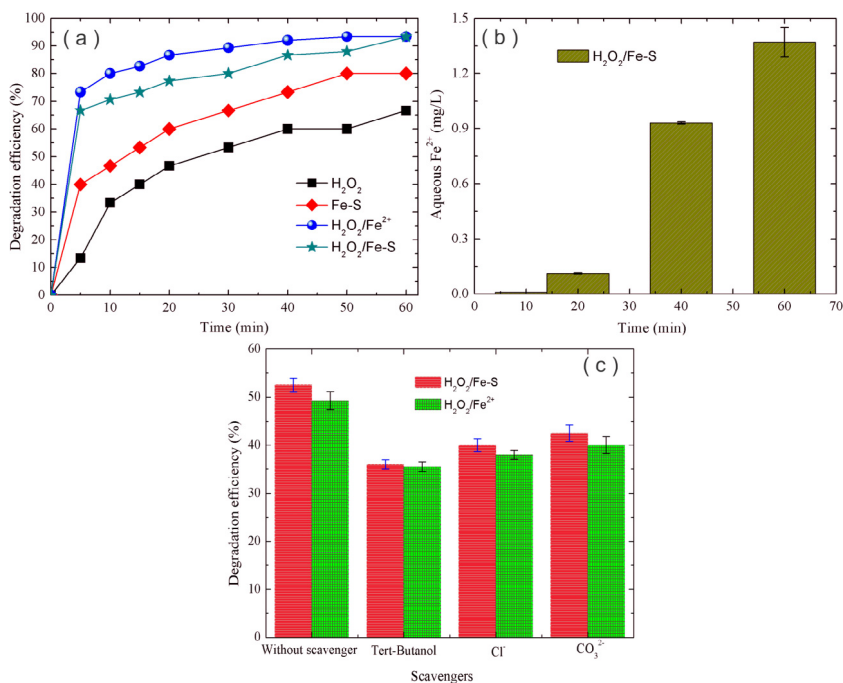 ( a )
100
90
80
70
60
50
40
30
20
10
0
Degradation efficiency (%)
H₂O₂
Fe-S
H₂O₂/Fe²⁺
H₂O₂/Fe-S
0 10 20 30 40 50 60
Time (min)
( b )
1.5
1.2
0.9
0.6
0.3
0.0
Aqueous Fe²⁺ (mg/L)
H₂O₂/Fe-S
0 10 20 30 40 50 60 70
Time (min)
( c )
60
50
40
30
20
10
0
Degradation efficiency (%)
H₂O₂/Fe-S
H₂O₂/Fe²⁺
Without scavenger Tert-Butanol Cl⁻ CO₃²⁻
Scavengers